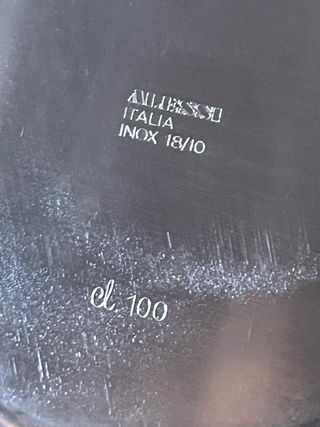 ALESSI
ITALIA
INOX 18/10
cl. 100